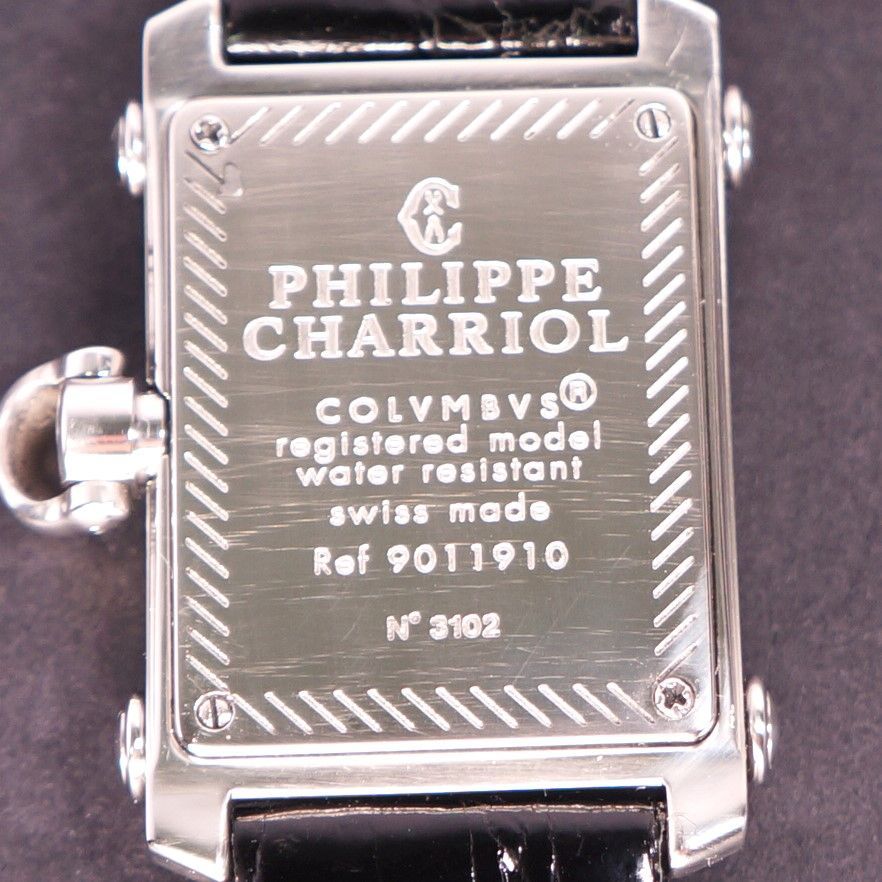 PHILIPPE
CHARRIOL
COLVMBVS®
registered model
water resistant
swiss made
Ref 9011910
N° 3102